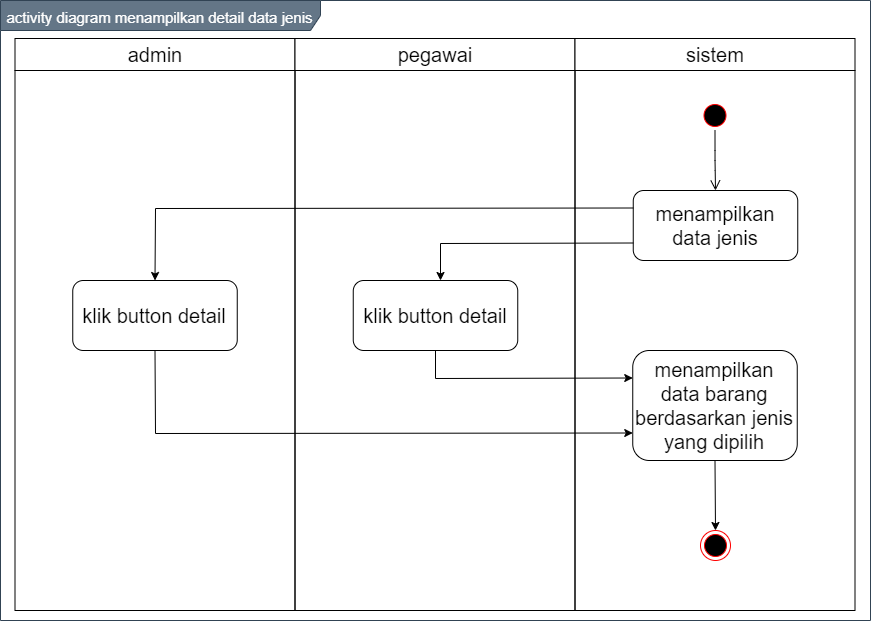 activity diagram menampilkan detail data jenis
admin
pegawai
sistem
menampilkan
data jenis
klik button detail
klik button detail
menampilkan
data barang
berdasarkan jenis
yang dipilih